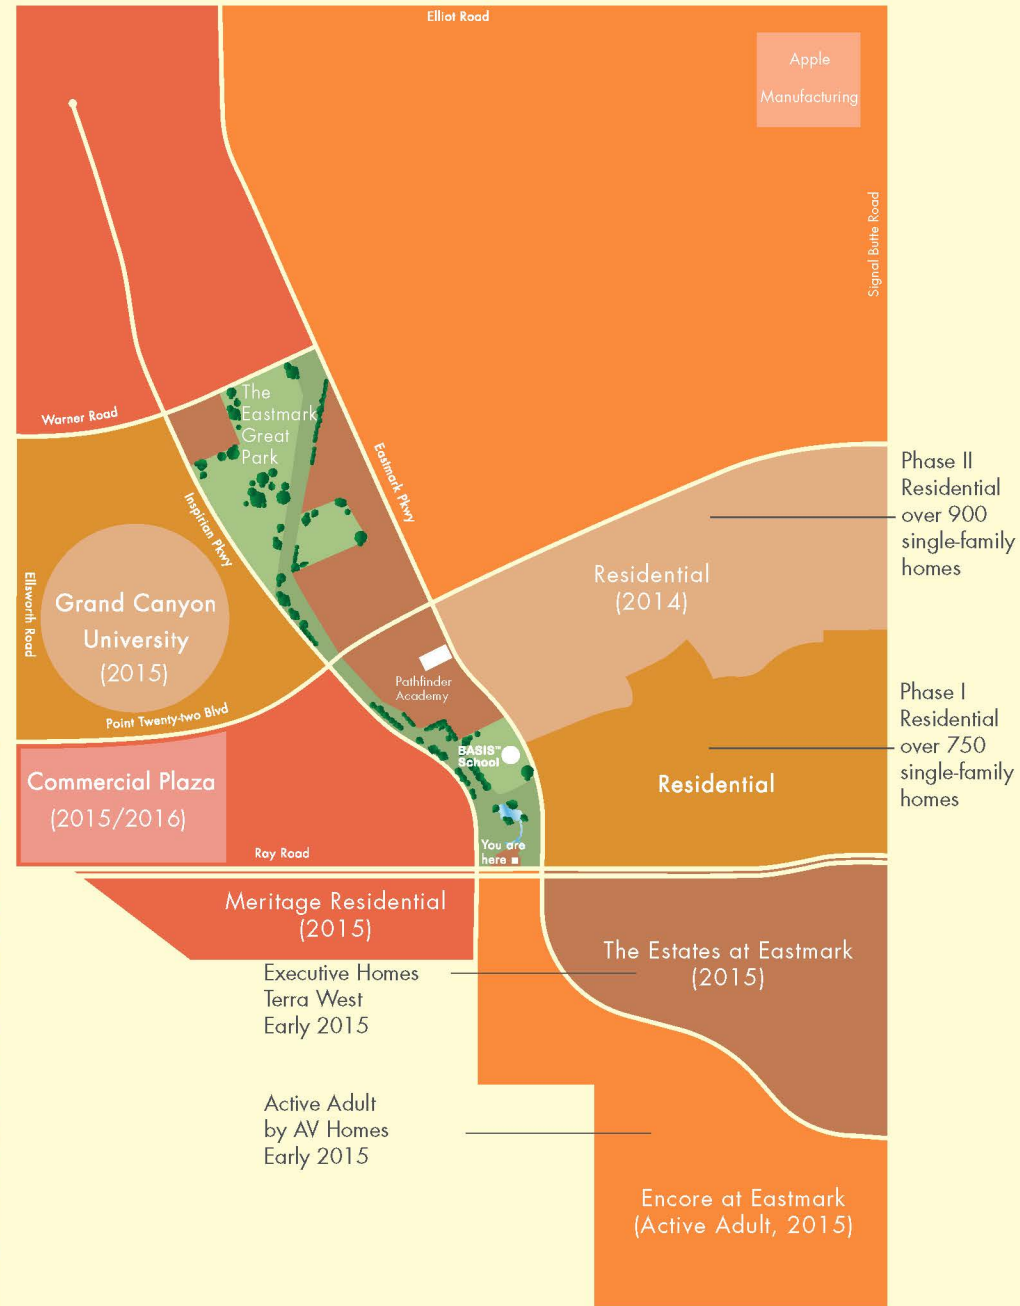 Elliot Road
Apple
Manufacturing
Signal Butte Road
The
Eastmark
Great
Park
Warner Road
Eastmark Pkwy
Inspirian Pkwy
Phase II
Residential
over 900
single-family
homes
Ellsworth Road
Grand Canyon
University
(2015)
Residential
(2014)
Pathfinder
Academy
Point Twenty-two Blvd
Phase I
Residential
over 750
single-family
homes
BASIS™
School
Commercial Plaza
(2015/2016)
Residential
You are
here
Ray Road
Meritage Residential
(2015)
The Estates at Eastmark
(2015)
Executive Homes
Terra West
Early 2015
Active Adult
by AV Homes
Early 2015
Encore at Eastmark
(Active Adult, 2015)